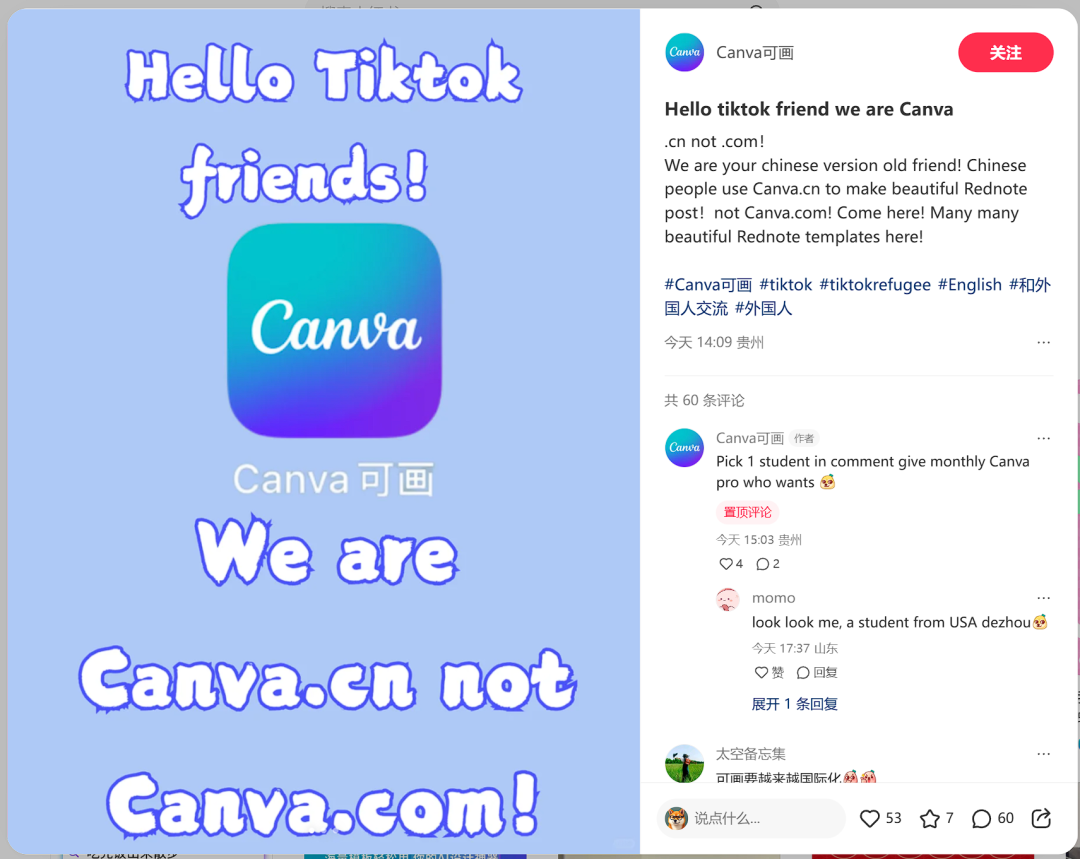 Hello Tiktok
friends!
Canva
Canva 可画
We are
Canva.cn not
Canva.com!
Canva
Canva可画
关注
Hello tiktok friend we are Canva
.cn not .com！
We are your chinese version old friend! Chinese
people use Canva.cn to make beautiful Rednote
post！not Canva.com! Come here! Many many
beautiful Rednote templates here!
#Canva可画 #tiktok #tiktokrefugee #English #和外
国人交流 #外国人
今天 14:09 贵州
共 60 条评论
Canva
Canva可画 作者
Pick 1 student in comment give monthly Canva
pro who wants
置顶评论
今天 15:03 贵州
4 2
momo
look look me, a student from USA dezhou
今天 17:37 山东
赞 回复
展开 1 条回复
太空备忘集
可画要越来越国际化
说点什么...
53 7 60